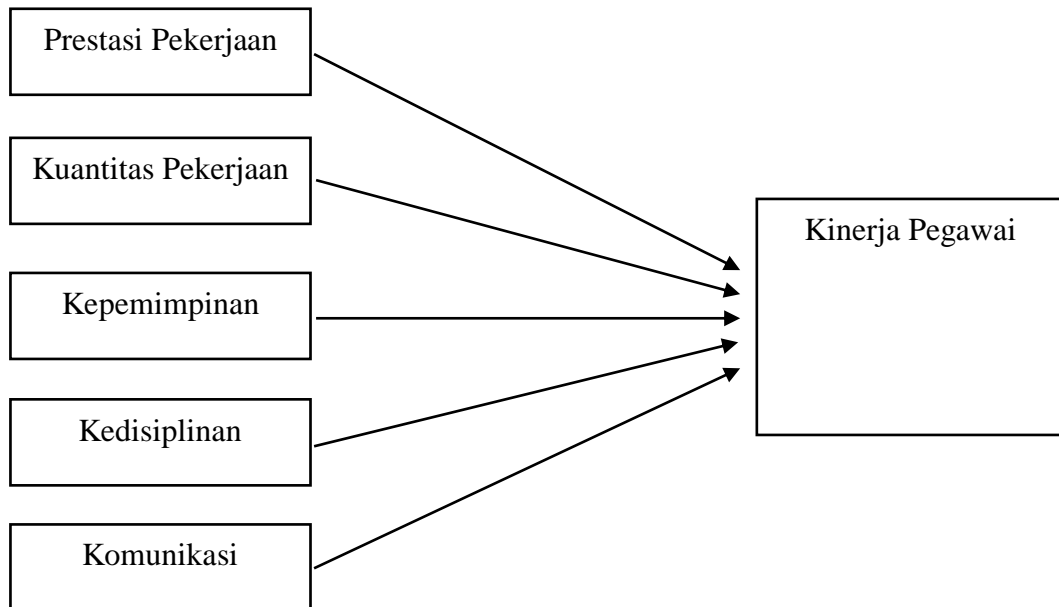 Prestasi Pekerjaan
Kuantitas Pekerjaan
Kepemimpinan
Kedisiplinan
Komunikasi
Kinerja Pegawai